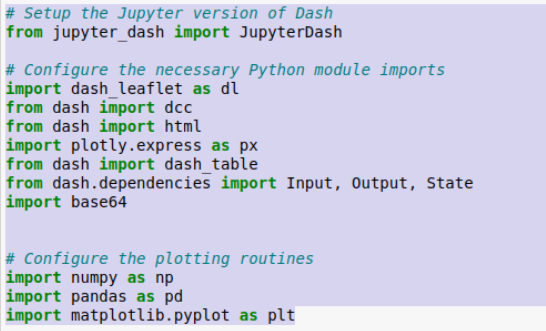 # Setup the Jupyter version of Dash
from jupyter_dash import JupyterDash
# Configure the necessary Python module imports
import dash_leaflet as dl
from dash import dcc
from dash import html
import plotly.express as px
from dash import dash_table
from dash.dependencies import Input, Output, State
import base64
# Configure the plotting routines
import numpy as np
import pandas as pd
import matplotlib.pyplot as plt